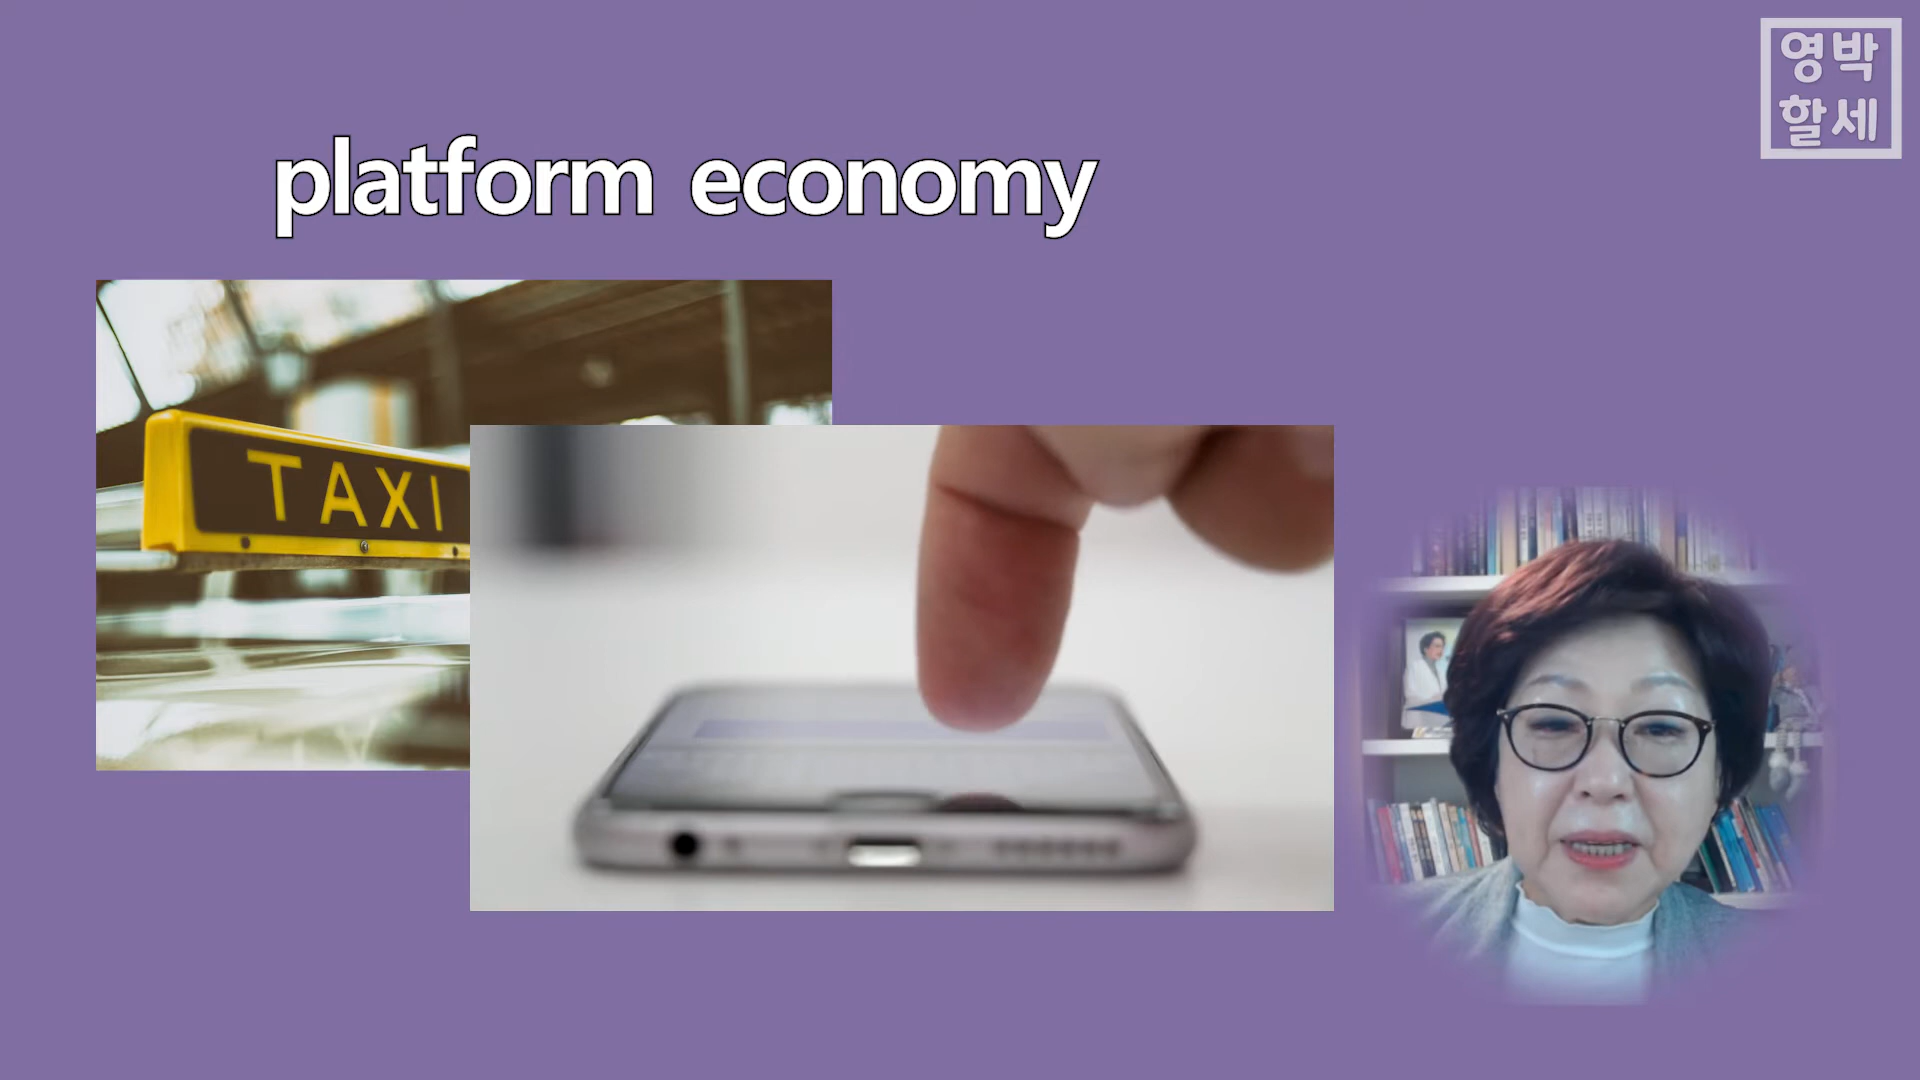 영박
할세
platform economy
TAXI